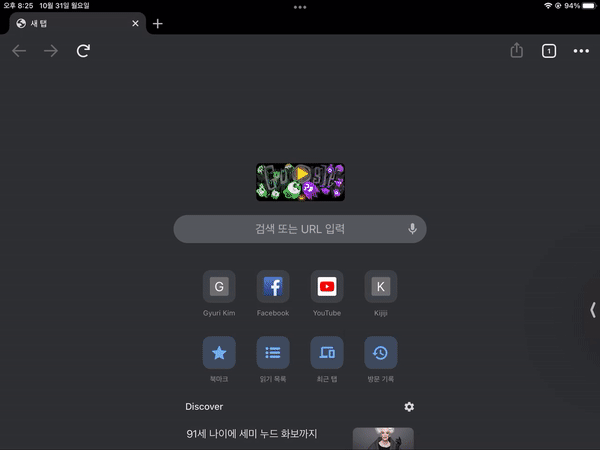 오후 8:25 10월 31일 월요일
94%
새 탭
1
Google
검색 또는 URL 입력
G
K
Gyuri Kim
Facebook
YouTube
Kijiji
북마크
읽기 목록
최근 탭
방문 기록
Discover
91세 나이에 세미 누드 화보까지